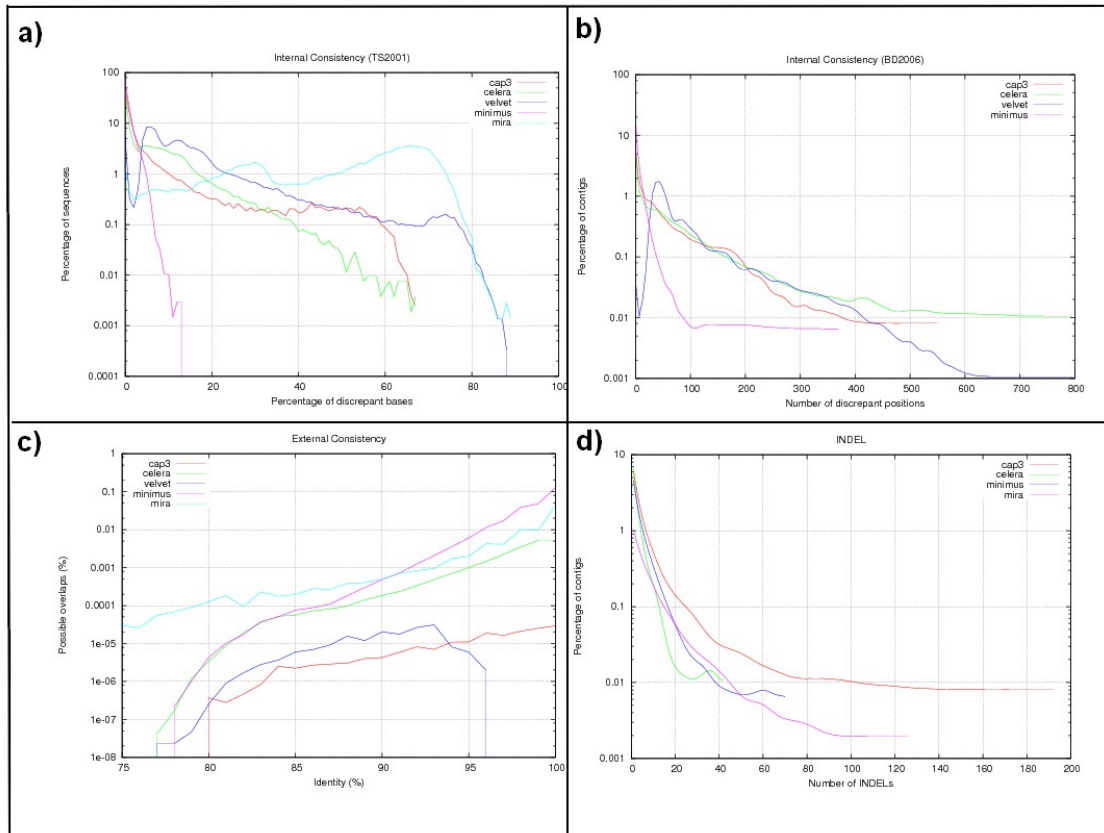 a)
Internal Consistency (TS2001)
cap3
celera
velvet
minimus
mira
Percentage of sequences
100
10
1
0.1
0.01
0.001
0.0001
0 20 40 60 80 100
Percentage of discrepant bases
b)
Internal Consistency (BD2006)
cap3
celera
velvet
minimus
Percentage of contigs
100
10
1
0.1
0.01
0.001
0 100 200 300 400 500 600 700 800
Number of discrepant positions
c)
External Consistency
cap3
celera
velvet
minimus
mira
Possible overlaps (%)
1
0.1
0.01
0.001
0.0001
1e-05
1e-06
1e-07
1e-08
75 80 85 90 95 100
Identity (%)
d)
INDEL
cap3
celera
minimus
mira
Percentage of contigs
10
1
0.1
0.01
0.001
0 20 40 60 80 100 120 140 160 180 200
Number of INDELs